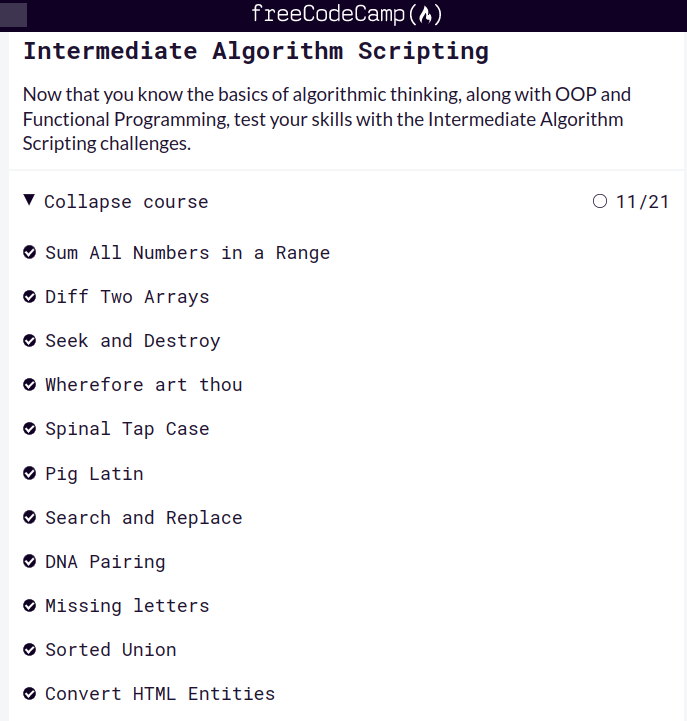 freeCodeCamp
Intermediate Algorithm Scripting
Now that you know the basics of algorithmic thinking, along with OOP and
Functional Programming, test your skills with the Intermediate Algorithm
Scripting challenges.
Collapse course 11/21
Sum All Numbers in a Range
Diff Two Arrays
Seek and Destroy
Wherefore art thou
Spinal Tap Case
Pig Latin
Search and Replace
DNA Pairing
Missing letters
Sorted Union
Convert HTML Entities